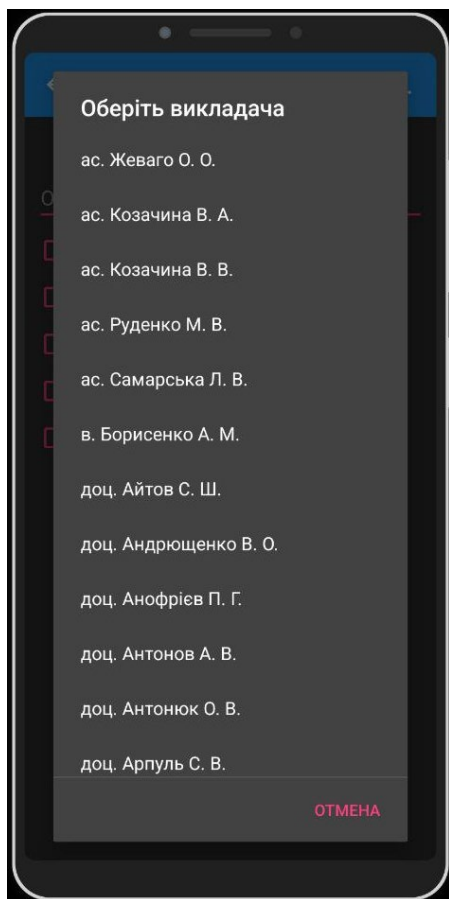 Оберіть викладача
ас. Жеваго О. О.
ас. Козачина В. А.
ас. Козачина В. В.
ас. Руденко М. В.
ас. Самарська Л. В.
в. Борисенко А. М.
доц. Айтов С. Ш.
доц. Андрющенко В. О.
доц. Анофрієв П. Г.
доц. Антонов А. В.
доц. Антонюк О. В.
доц. Арпуль С. В.
ОТМЕНА